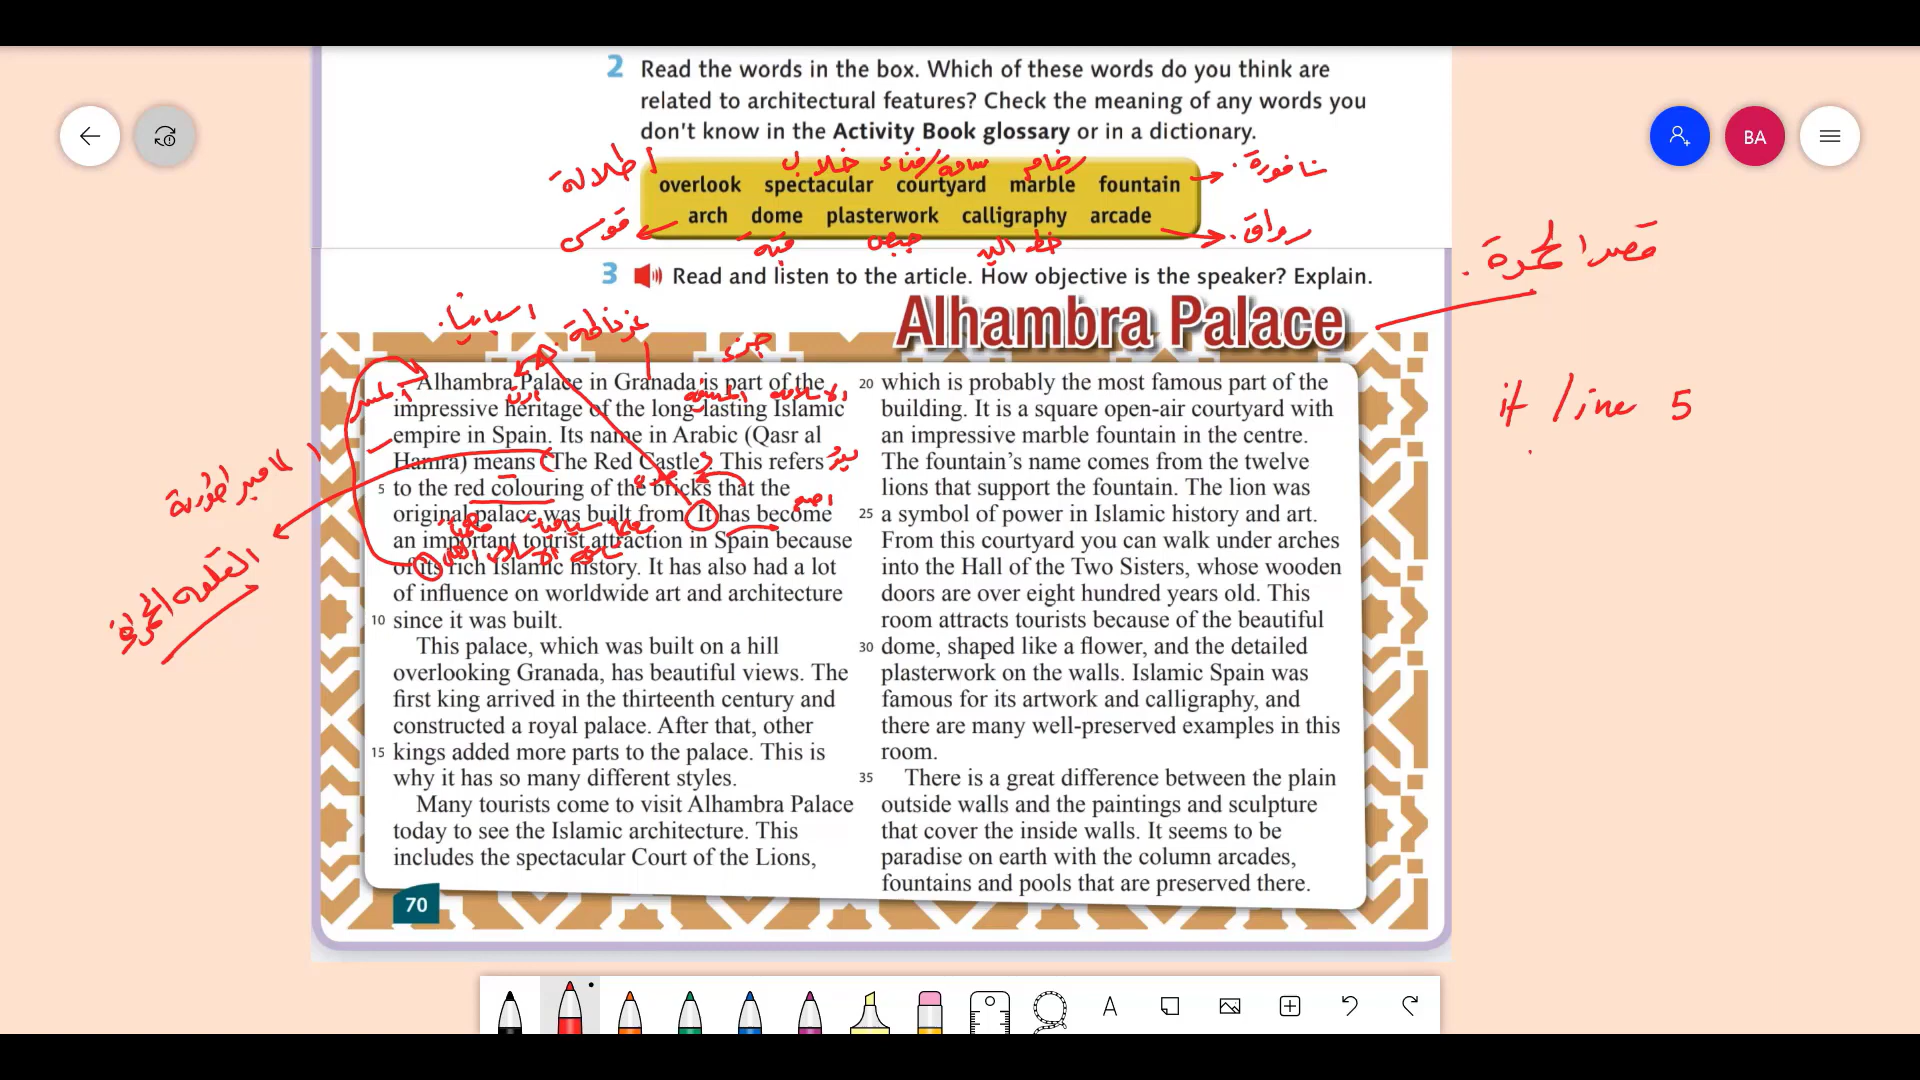 2 Read the words in the box. Which of these words do you think are
related to architectural features? Check the meaning of any words you
don't know in the Activity Book glossary or in a dictionary.
اطلالة خلاب ساحة/فناء رخام نافورة
overlook spectacular courtyard marble fountain
arch dome plasterwork calligraphy arcade
قوس قبة جبص خط اليد رواق
3 Read and listen to the article. How objective is the speaker? Explain.
قصر الحمرة
Alhambra Palace
اسبانيا غرناطة جزء
it line 5
Alhambra Palace in Granada is part of the
impressive heritage of the long-lasting Islamic
empire in Spain. Its name in Arabic (Qasr al
Hamra) means 'The Red Castle'. This refers
5 to the red colouring of the bricks that the
original palace was built from. It has become
an important tourist attraction in Spain because
of its rich Islamic history. It has also had a lot
of influence on worldwide art and architecture
10 since it was built.
This palace, which was built on a hill
overlooking Granada, has beautiful views. The
first king arrived in the thirteenth century and
constructed a royal palace. After that, other
15 kings added more parts to the palace. This is
why it has so many different styles.
Many tourists come to visit Alhambra Palace
today to see the Islamic architecture. This
includes the spectacular Court of the Lions,
20 which is probably the most famous part of the
building. It is a square open-air courtyard with
an impressive marble fountain in the centre.
The fountain's name comes from the twelve
lions that support the fountain. The lion was
25 a symbol of power in Islamic history and art.
From this courtyard you can walk under arches
into the Hall of the Two Sisters, whose wooden
doors are over eight hundred years old. This
room attracts tourists because of the beautiful
30 dome, shaped like a flower, and the detailed
plasterwork on the walls. Islamic Spain was
famous for its artwork and calligraphy, and
there are many well-preserved examples in this
room.
35 There is a great difference between the plain
outside walls and the paintings and sculpture
that cover the inside walls. It seems to be
paradise on earth with the column arcades,
fountains and pools that are preserved there.
70
BA
A